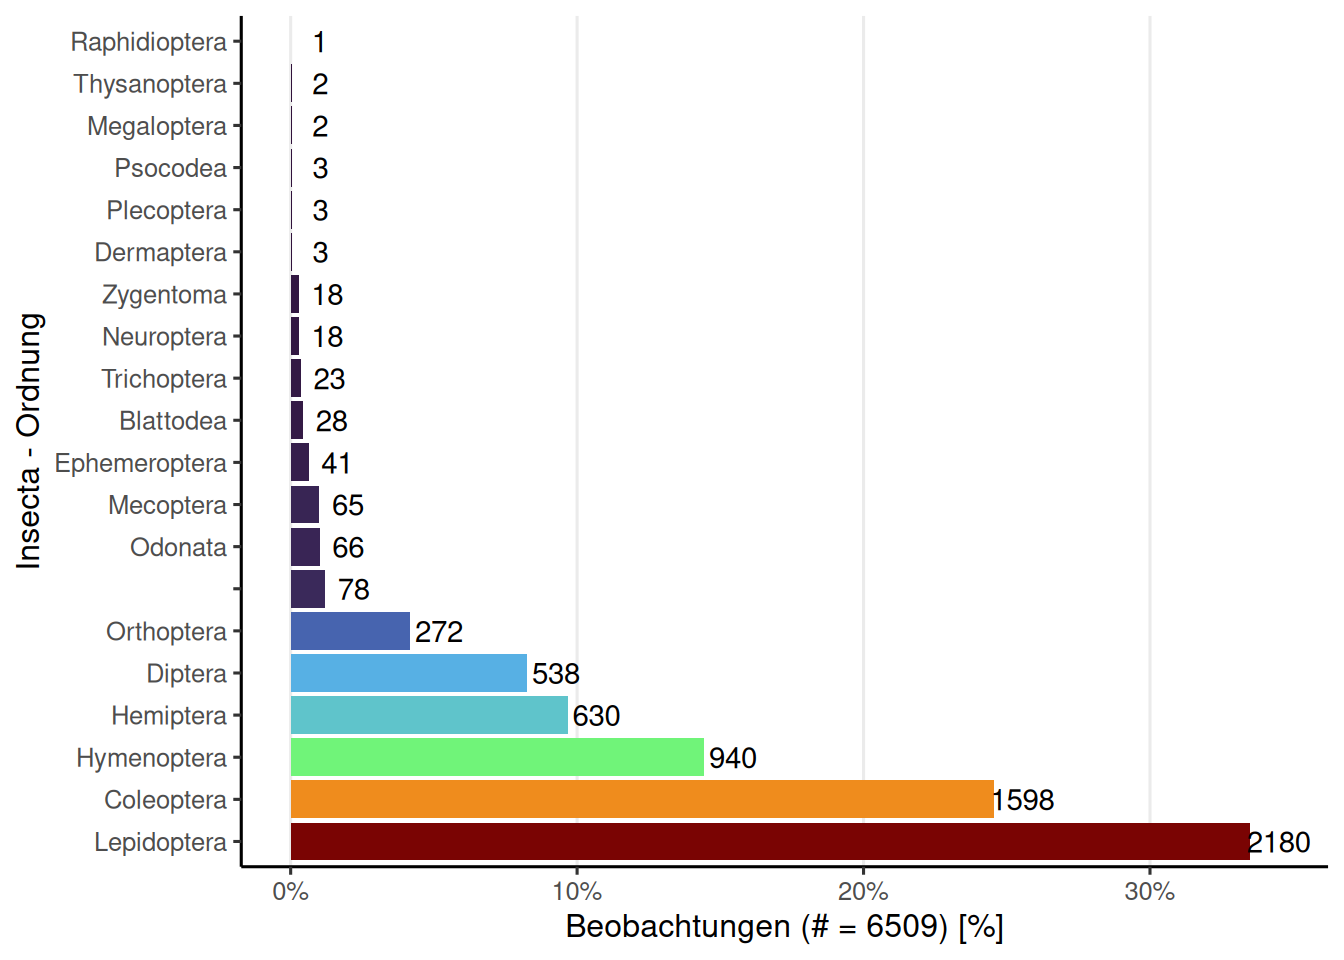 Insecta - Ordnung
Raphidioptera 1
Thysanoptera 2
Megaloptera 2
Psocodea 3
Plecoptera 3
Dermaptera 3
Zygentoma 18
Neuroptera 18
Trichoptera 23
Blattodea 28
Ephemeroptera 41
Mecoptera 65
Odonata 66
78
Orthoptera 272
Diptera 538
Hemiptera 630
Hymenoptera 940
Coleoptera 1598
Lepidoptera 2180
0% 10% 20% 30%
Beobachtungen (# = 6509) [%]